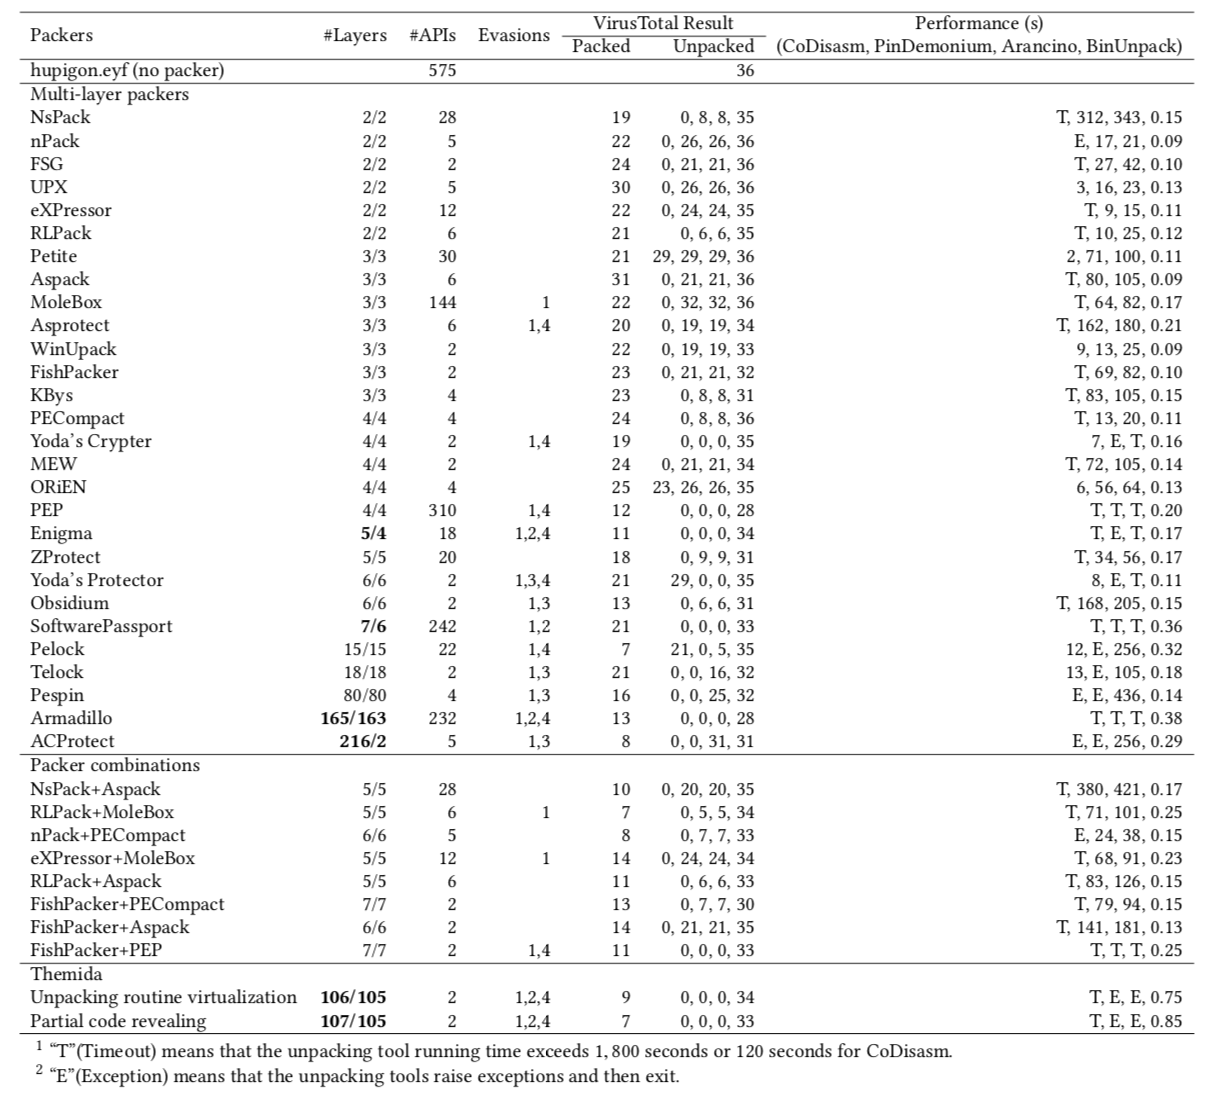 Packers #Layers #APIs Evasions VirusTotal Result Performance (s)
Packed Unpacked (CoDisasm, PinDemonium, Arancino, BinUnpack)
hupigon.eyf (no packer) 575 36
Multi-layer packers
NsPack 2/2 28 19 0, 8, 8, 35 T, 312, 343, 0.15
nPack 2/2 5 22 0, 26, 26, 36 E, 17, 21, 0.09
FSG 2/2 2 24 0, 21, 21, 36 T, 27, 42, 0.10
UPX 2/2 5 30 0, 26, 26, 36 3, 16, 23, 0.13
eXPressor 2/2 12 22 0, 24, 24, 35 T, 9, 15, 0.11
RLPack 2/2 6 21 0, 6, 6, 35 T, 10, 25, 0.12
Petite 3/3 30 21 29, 29, 29, 36 2, 71, 100, 0.11
Aspack 3/3 6 31 0, 21, 21, 36 T, 80, 105, 0.09
MoleBox 3/3 144 1 22 0, 32, 32, 36 T, 64, 82, 0.17
Asprotect 3/3 6 1,4 20 0, 19, 19, 34 T, 162, 180, 0.21
WinUpack 3/3 2 22 0, 19, 19, 33 9, 13, 25, 0.09
FishPacker 3/3 2 23 0, 21, 21, 32 T, 69, 82, 0.10
KBys 3/3 4 23 0, 8, 8, 31 T, 83, 105, 0.15
PECompact 4/4 4 24 0, 8, 8, 36 T, 13, 20, 0.11
Yoda's Crypter 4/4 2 1,4 19 0, 0, 0, 35 7, E, T, 0.16
MEW 4/4 2 24 0, 21, 21, 34 T, 72, 105, 0.14
ORiEN 4/4 4 25 23, 26, 26, 35 6, 56, 64, 0.13
PEP 4/4 310 1,4 12 0, 0, 0, 28 T, T, T, 0.20
Enigma 5/4 18 1,2,4 11 0, 0, 0, 34 T, E, T, 0.17
ZProtect 5/5 20 18 0, 9, 9, 31 T, 34, 56, 0.17
Yoda's Protector 6/6 2 1,3,4 21 29, 0, 0, 35 8, E, T, 0.11
Obsidium 6/6 2 1,3 13 0, 6, 6, 31 T, 168, 205, 0.15
SoftwarePassport 7/6 242 1,2 21 0, 0, 0, 33 T, T, T, 0.36
Pelock 15/15 22 1,4 7 21, 0, 5, 35 12, E, 256, 0.32
Telock 18/18 2 1,3 21 0, 0, 16, 32 13, E, 105, 0.18
Pespin 80/80 4 1,3 16 0, 0, 25, 32 E, E, 436, 0.14
Armadillo 165/163 232 1,2,4 13 0, 0, 0, 28 T, T, T, 0.38
ACProtect 216/2 5 1,3 8 0, 0, 31, 31 E, E, 256, 0.29
Packer combinations
NsPack+Aspack 5/5 28 10 0, 20, 20, 35 T, 380, 421, 0.17
RLPack+MoleBox 5/5 6 1 7 0, 5, 5, 34 T, 71, 101, 0.25
nPack+PECompact 6/6 5 8 0, 7, 7, 33 E, 24, 38, 0.15
eXPressor+MoleBox 5/5 12 1 14 0, 24, 24, 34 T, 68, 91, 0.23
RLPack+Aspack 5/5 6 11 0, 6, 6, 33 T, 83, 126, 0.15
FishPacker+PECompact 7/7 2 13 0, 7, 7, 30 T, 79, 94, 0.15
FishPacker+Aspack 6/6 2 14 0, 21, 21, 35 T, 141, 181, 0.13
FishPacker+PEP 7/7 2 1,4 11 0, 0, 0, 33 T, T, T, 0.25
Themida
Unpacking routine virtualization 106/105 2 1,2,4 9 0, 0, 0, 34 T, E, E, 0.75
Partial code revealing 107/105 2 1,2,4 7 0, 0, 0, 33 T, E, E, 0.85
1 “T”(Timeout) means that the unpacking tool running time exceeds 1, 800 seconds or 120 seconds for CoDisasm.
2 “E”(Exception) means that the unpacking tools raise exceptions and then exit.